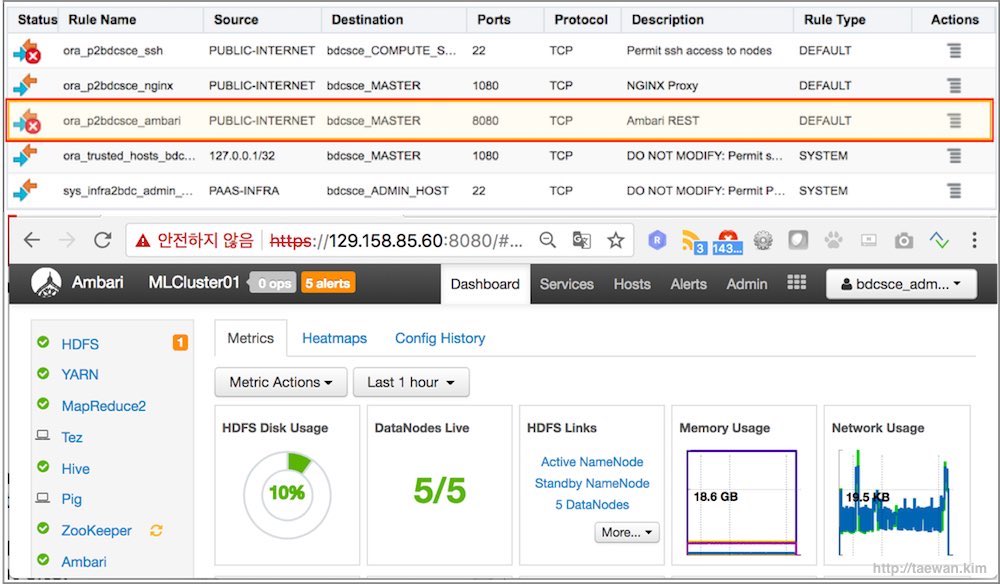 Status Rule Name Source Destination Ports Protocol Description Rule Type Actions
ora_p2bdcsce_ssh PUBLIC-INTERNET bdcsce_COMPUTE_S... 22 TCP Permit ssh access to nodes DEFAULT
ora_p2bdcsce_nginx PUBLIC-INTERNET bdcsce_MASTER 1080 TCP NGINX Proxy DEFAULT
ora_p2bdcsce_ambari PUBLIC-INTERNET bdcsce_MASTER 8080 TCP Ambari REST DEFAULT
ora_trusted_hosts_bdc... 127.0.0.1/32 bdcsce_MASTER 1080 TCP DO NOT MODIFY: Permit s... SYSTEM
sys_infra2bdc_admin_... PAAS-INFRA bdcsce_ADMIN_HOST 22 TCP DO NOT MODIFY: Permit P... SYSTEM
안전하지 않음 https://129.158.85.60:8080/#... R 3 143...
Ambari MLCluster01 0 ops 5 alerts Dashboard Services Hosts Alerts Admin bdcsce_adm...
HDFS 1
YARN
MapReduce2
Tez
Hive
Pig
ZooKeeper
Ambari
Metrics Heatmaps Config History
Metric Actions Last 1 hour
HDFS Disk Usage
10%
DataNodes Live
5/5
HDFS Links
Active NameNode
Standby NameNode
5 DataNodes
More...
Memory Usage
18.6 GB
Network Usage
19.5 KB
http://taewan.kim